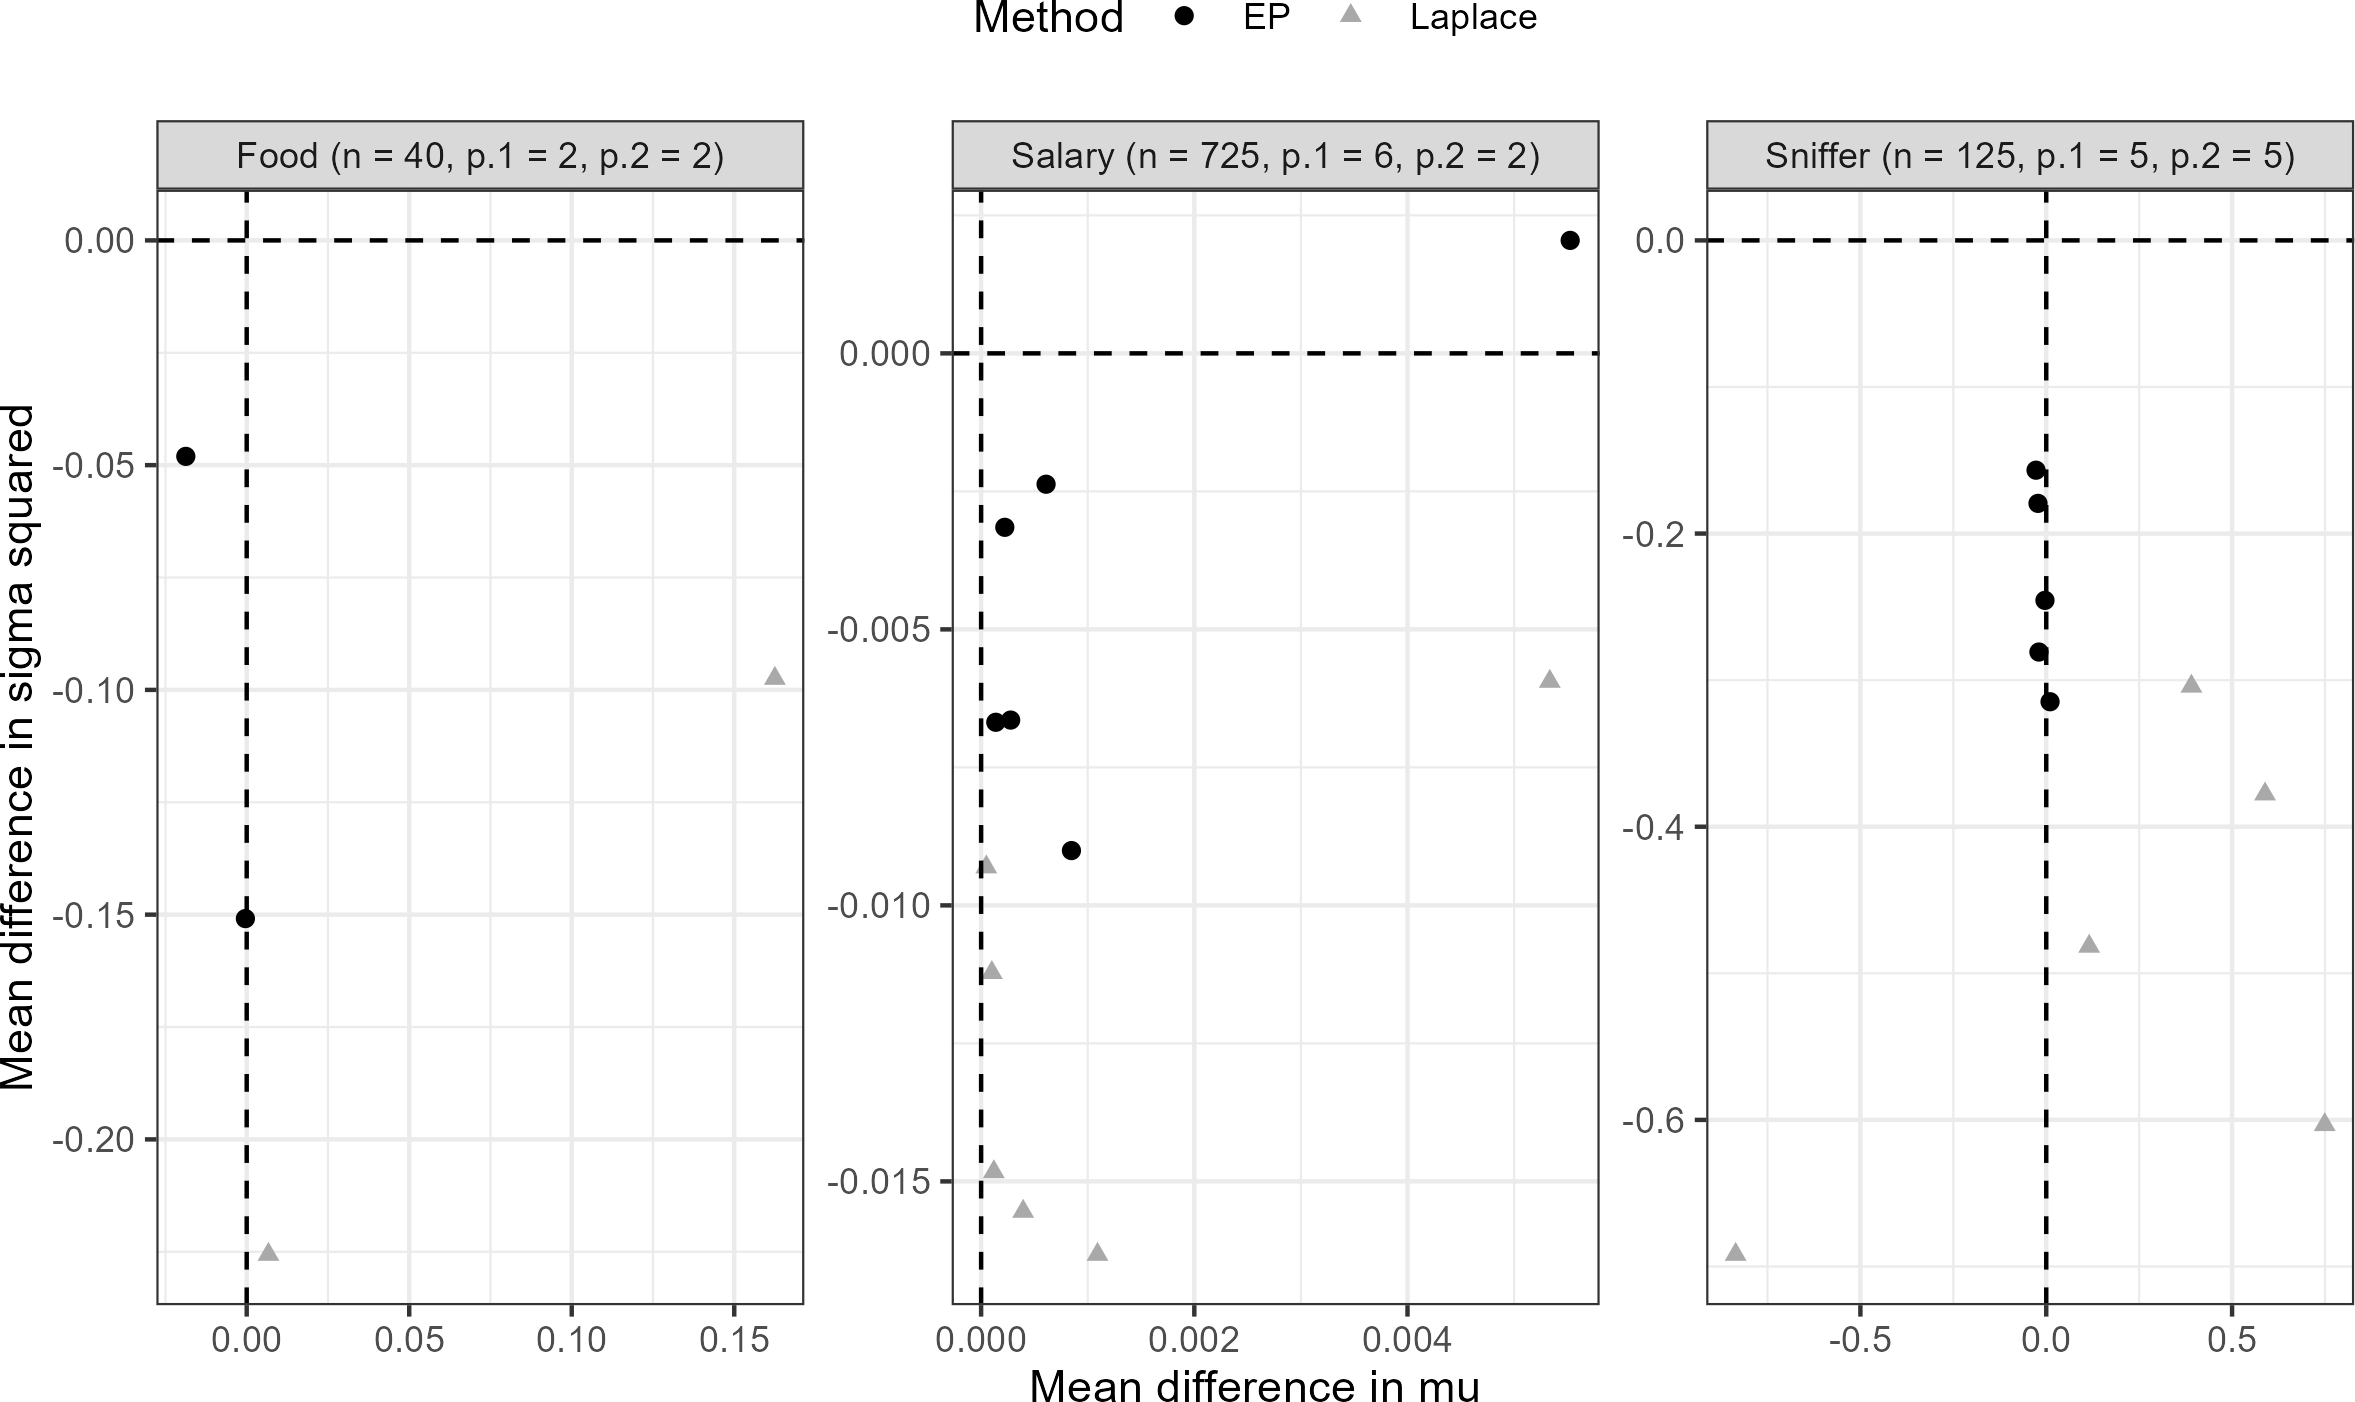 Method EP Laplace
Food (n = 40, p.1 = 2, p.2 = 2)
Salary (n = 725, p.1 = 6, p.2 = 2)
Sniffer (n = 125, p.1 = 5, p.2 = 5)
Mean difference in sigma squared
0.00
-0.05
-0.10
-0.15
-0.20
0.00 0.05 0.10 0.15
0.000
-0.005
-0.010
-0.015
0.000 0.002 0.004
0.0
-0.2
-0.4
-0.6
-0.5 0.0 0.5
Mean difference in mu